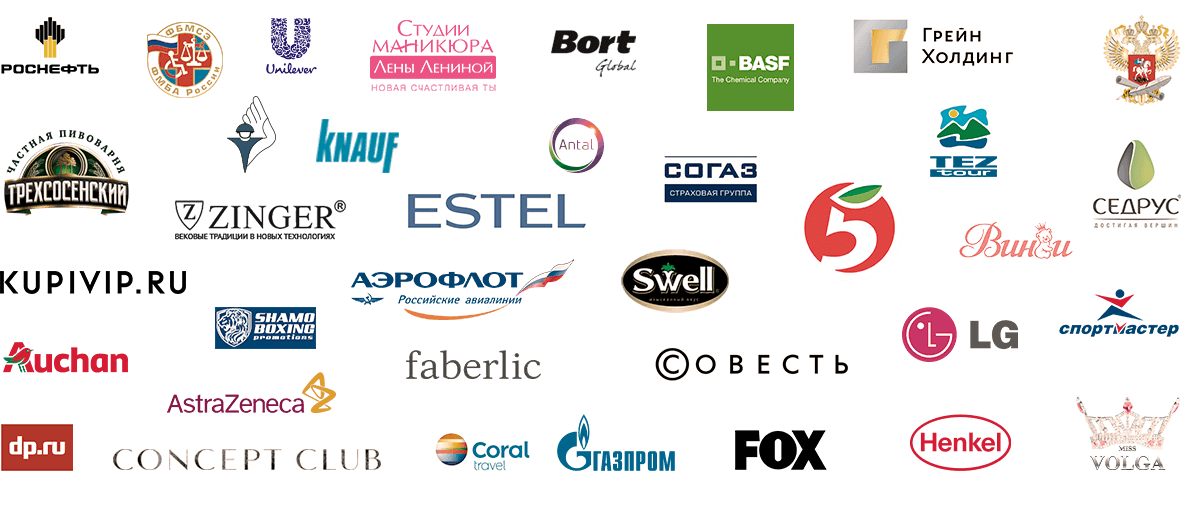 РОСНЕФТЬ
ФБМСЭ
ФМБА России
Unilever
Студии
маникюра
Лены Лениной
новая счастливая ты
Bort
Global
BASF
The Chemical Company
Грейн
Холдинг
ЧАСТНАЯ ПИВОВАРНЯ
ТРЕХСОСЕНСКИЙ
KNAUF
Antal
СОГАЗ
СТРАХОВАЯ ГРУППА
TEZ
tour
СЕДРУС
ДОСТИГАЯ ВЕРШИН
Z ZINGER®
ВЕКОВЫЕ ТРАДИЦИИ В НОВЫХ ТЕХНОЛОГИЯХ
ESTEL
5
Винни
KUPIVIP.RU
АЭРОФЛОТ
Российские авиалинии
Swell
изысканный вкус
SHAMO
BOXING
promotions
LG
спортмастер
Auchan
faberlic
©ОВЕСТЬ
AstraZeneca
dp.ru
CONCEPT CLUB
Coral
travel
ГАЗПРОМ
FOX
Henkel
MISS
VOLGA